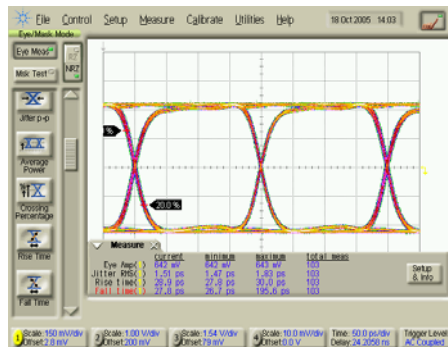 File Control Setup Measure Calibrate Utilities Help 18 Oct 2005 14:03
Eye/Mask Mode
Eye Meas
NRZ
Msk Test
Jitter p-p
Average Power
Crossing Percentage
Rise Time
Fall Time
%
20.0 %
Measure
current minimum maximum total meas
Eye Amp( ) 642 mV 642 mV 643 mV 103
Jitter RMS( ) 1.51 ps 1.47 ps 1.83 ps 103
Rise time( ) 28.9 ps 27.8 ps 30.0 ps 103
Fall time( ) 27.8 ps 26.7 ps 195.6 ps 103
Setup & Info
1 Scale: 150 mV/div Offset: 2.8 mV
2 Scale: 1.00 V/div Offset: 200 mV
3 Scale: 1.54 V/div Offset: 79 mV
4 Scale: 10.0 mV/div Offset: 0.0 V
Time: 50.0 ps/div Delay: 24.2058 ns
Trigger Level AC Coupled